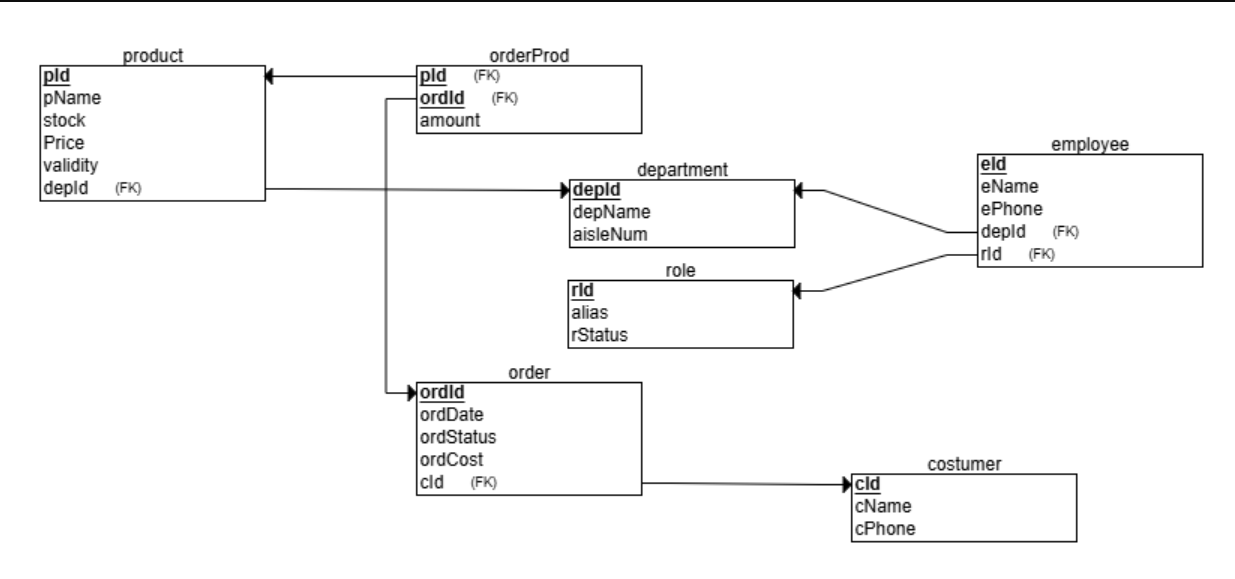 product
pId
pName
stock
Price
validity
depId (FK)
orderProd
pId (FK)
ordId (FK)
amount
department
depId
depName
aisleNum
employee
eId
eName
ePhone
depId (FK)
rId (FK)
role
rId
alias
rStatus
order
ordId
ordDate
ordStatus
ordCost
cId (FK)
costumer
cId
cName
cPhone